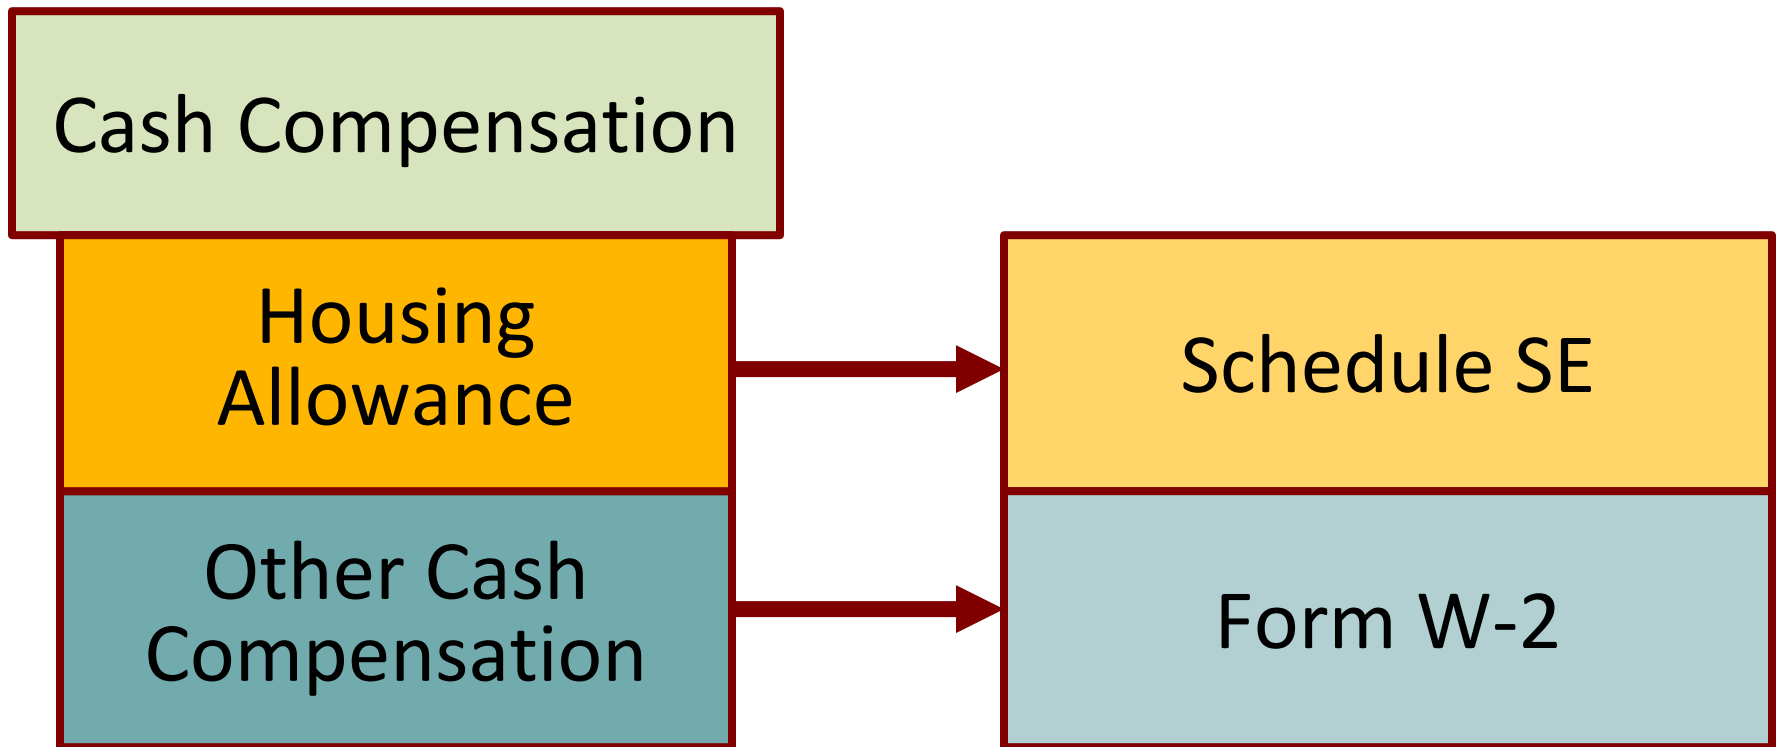 Cash Compensation
Housing
Allowance
Schedule SE
Other Cash
Compensation
Form W-2